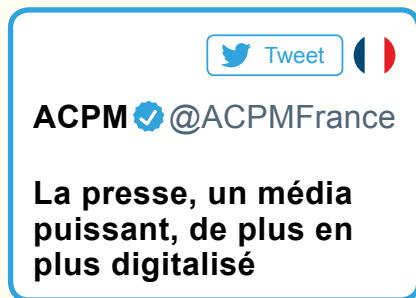 Tweet
ACPM @ACPMFrance
La presse, un média
puissant, de plus en
plus digitalisé